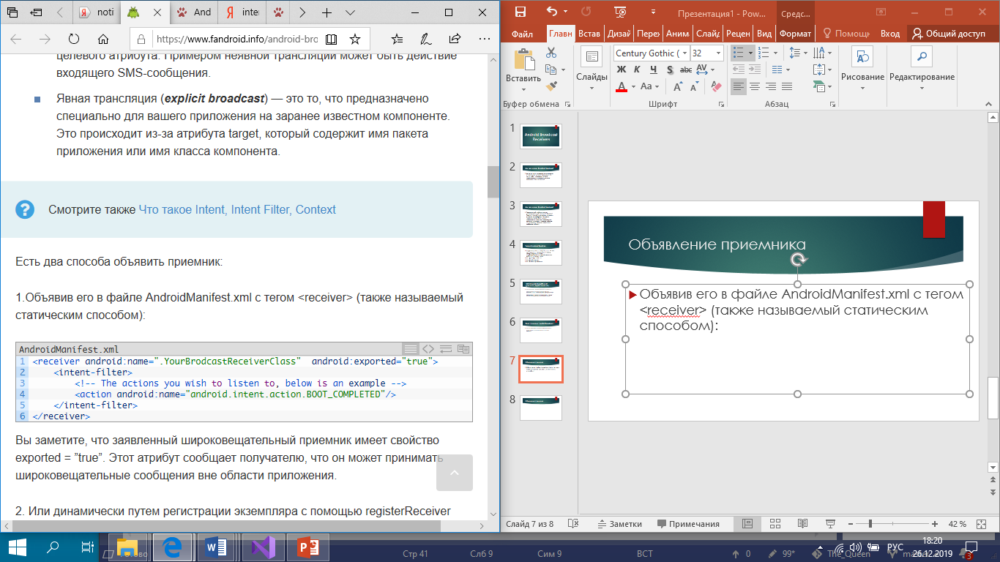 noti
And
inter
https://www.fandroid.info/android-bro
целевого атрибута. Примером неявной трансляции может быть действие
входящего SMS-сообщения.
Явная трансляция (explicit broadcast) — это то, что предназначено
специально для вашего приложения на заранее известном компоненте.
Это происходит из-за атрибута target, который содержит имя пакета
приложения или имя класса компонента.
Смотрите также Что такое Intent, Intent Filter, Context
Есть два способа объявить приемник:
1.Объявив его в файле AndroidManifest.xml с тегом <receiver> (также называемый
статическим способом):
AndroidManifest.xml
1 <receiver android:name=".YourBrodcastReceiverClass" android:exported="true">
2 <intent-filter>
3 <!-- The actions you wish to listen to, below is an example -->
4 <action android:name="android.intent.action.BOOT_COMPLETED"/>
5 </intent-filter>
6 </receiver>
Вы заметите, что заявленный широковещательный приемник имеет свойство
exported = ”true”. Этот атрибут сообщает получателю, что он может принимать
широковещательные сообщения вне области приложения.
2. Или динамически путем регистрации экземпляра с помощью registerReceiver
Презентация1 - Pow...
Средс...
Файл Главн Встав Дизай Перех Аним Слайд Рецен Вид Формат Помощн Вход Общий доступ
Century Gothic ( 32
Вставить Слайды Ж К Ч S abc AV Aa А Рисование Редактирование
Буфер обмена Шрифт Абзац
1
Android Broadcast
Receivers
2
3
4
5
6
7
8
Объявление приемника
Объявив его в файле AndroidManifest.xml с тегом
<receiver> (также называемый статическим
способом):
Слайд 7 из 8 Заметки Примечания 42 %
Стр 41 Слб 9 Сим 9 ВСТ 0 99* The_Queen
РУС
18:20
26.12.2019
3